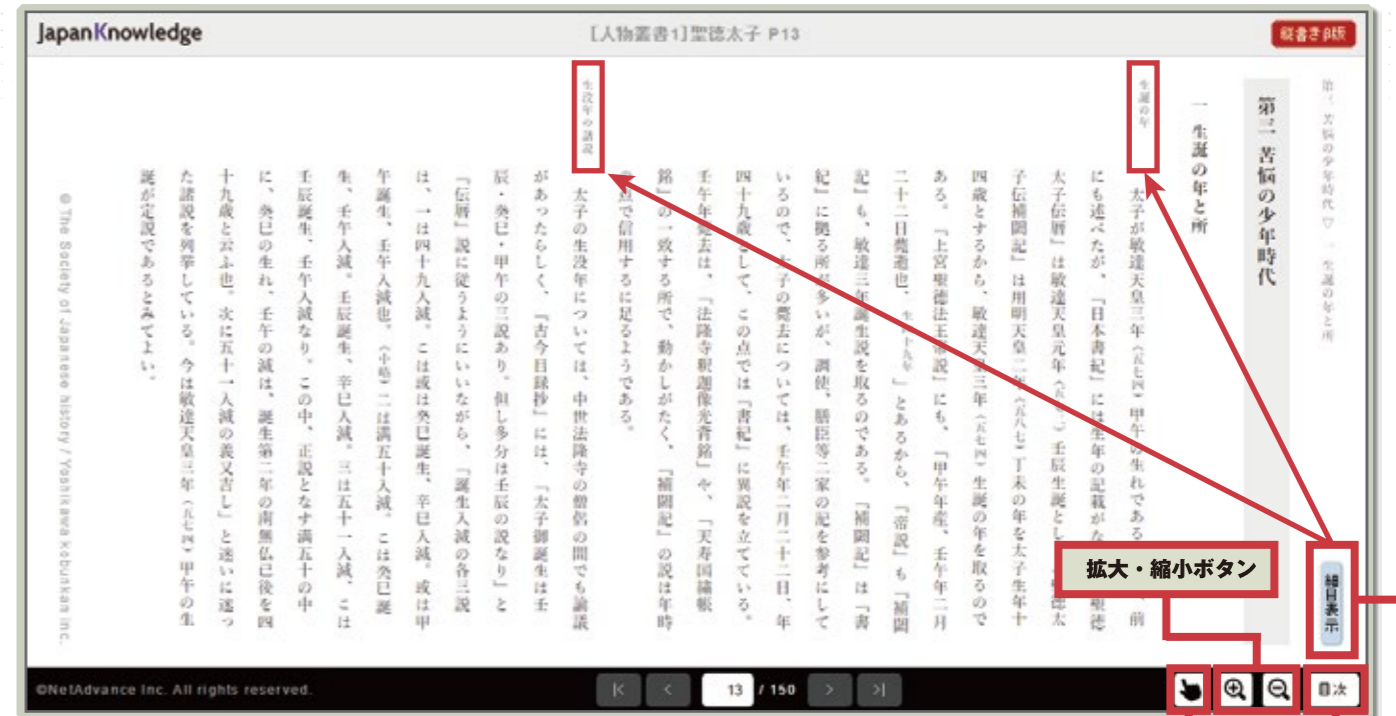 JapanKnowledge
［人物叢書1］聖徳太子 P13
縦書きβ版
第三 苦悩の少年時代 ▽ 一 生誕の年と所
第三 苦悩の少年時代
一 生誕の年と所
生誕の年
太子が敏達天皇三年（五七四）甲午の生れである 前
にも述べたが、「日本書紀」には生年の記載がな 聖徳
太子伝暦」は敏達天皇元年 壬辰生誕とし 聖徳太
子伝補闕記」は用明天皇二年（五八七）丁未の年を太子生年十
四歳とするから、敏達天皇三年（五七四）生誕の年を取るので
ある。「上宮聖徳法王帝説」にも、「甲午年産、壬午年二月
二十二日薨逝也、 」とあるから、「帝説」も「補闕
記」も、敏達三年誕生説を取るのである。「補闕記」は「書
紀」に拠る所が多いが、調使、膳臣等二家の記を参考にして
いるので、太子の薨去については、壬午年二月二十二日、年
四十九歳として、この点では「書紀」に異説を立てている。
壬午年薨去は、「法隆寺釈迦像光背銘」や、「天寿国繡帳
銘」の一致する所で、動かしがたく、「補闕記」の説は年時
の点で信用するに足るようである。
生没年の諸説
太子の生没年については、中世法隆寺の僧侶の間でも論議
があったらしく、「古今目録抄」には、「太子御誕生は壬
辰・癸巳・甲午の三説あり。但し多分は壬辰の説なり」と
「伝暦」説に従うようにいいながら、「誕生入滅の各三説
は、一は四十九入滅。こは或は癸巳誕生、辛巳入滅。或は甲
午誕生、壬午入滅也。（中略）二は満五十入滅。こは癸巳誕
生、壬午入滅。壬辰誕生、辛巳入滅。三は五十一入滅、こは
壬辰誕生、壬午入滅なり。この中、正説となす満五十の中
に、癸巳の生れ、壬午の滅は、誕生第二年の南無仏已後を四
十九歳と云ふ也。次に五十一入滅の義又吉し」と迷いに迷っ
た諸説を列挙している。今は敏達天皇三年（五七四）甲午の生
誕が定説であるとみてよい。
© The Society of Japanese history / Yoshikawa Kobunkan inc.
細目表示
拡大・縮小ボタン
©NetAdvance Inc. All rights reserved.
13 / 150
目次